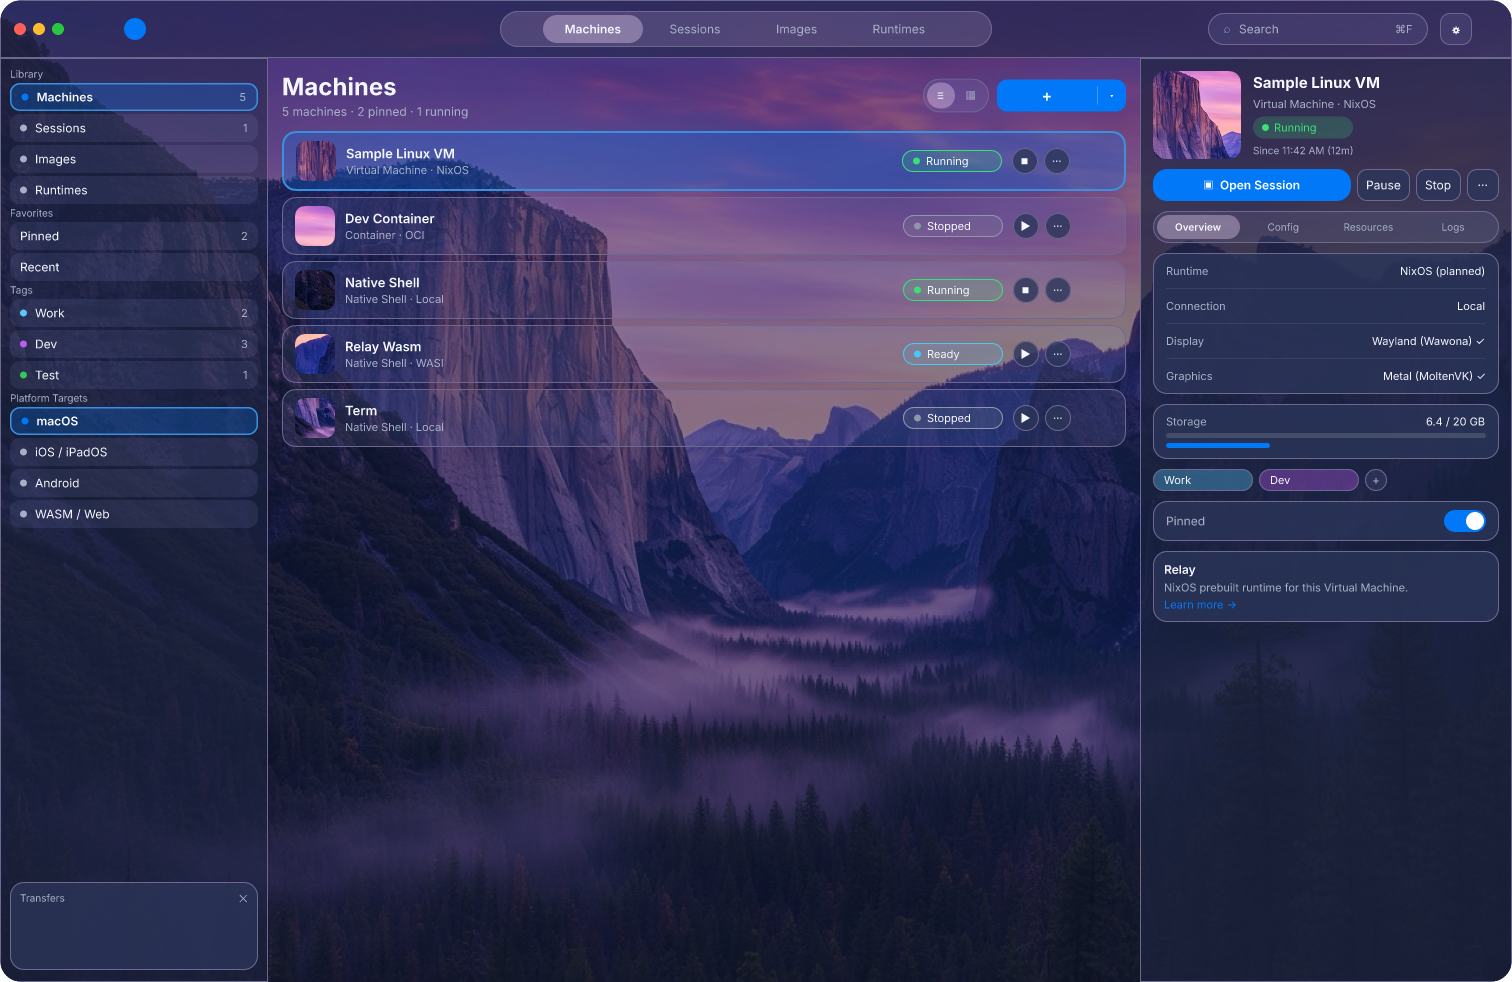 Machines Sessions Images Runtimes
Search ⌘F
Library
Machines 5
Sessions 1
Images
Runtimes
Favorites
Pinned 2
Recent
Tags
Work 2
Dev 3
Test 1
Platform Targets
macOS
iOS / iPadOS
Android
WASM / Web
Transfers
Machines
5 machines · 2 pinned · 1 running
+
Sample Linux VM
Virtual Machine · NixOS
Running
Dev Container
Container · OCI
Stopped
Native Shell
Native Shell · Local
Running
Relay Wasm
Native Shell · WASI
Ready
Term
Native Shell · Local
Stopped
Sample Linux VM
Virtual Machine · NixOS
Running
Since 11:42 AM (12m)
Open Session Pause Stop ...
Overview Config Resources Logs
Runtime NixOS (planned)
Connection Local
Display Wayland (Wawona) ✓
Graphics Metal (MoltenVK) ✓
Storage 6.4 / 20 GB
Work Dev +
Pinned
Relay
NixOS prebuilt runtime for this Virtual Machine.
Learn more →